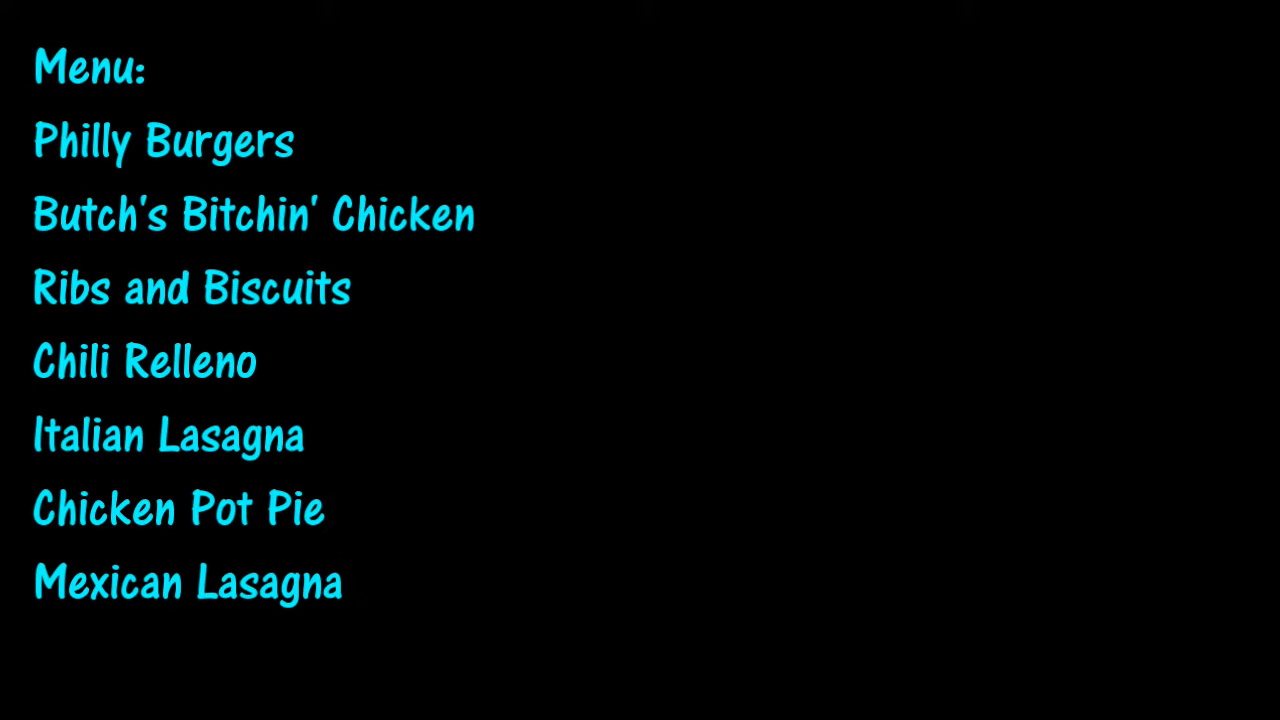 Menu:
Philly Burgers
Butch's Bitchin' Chicken
Ribs and Biscuits
Chili Relleno
Italian Lasagna
Chicken Pot Pie
Mexican Lasagna